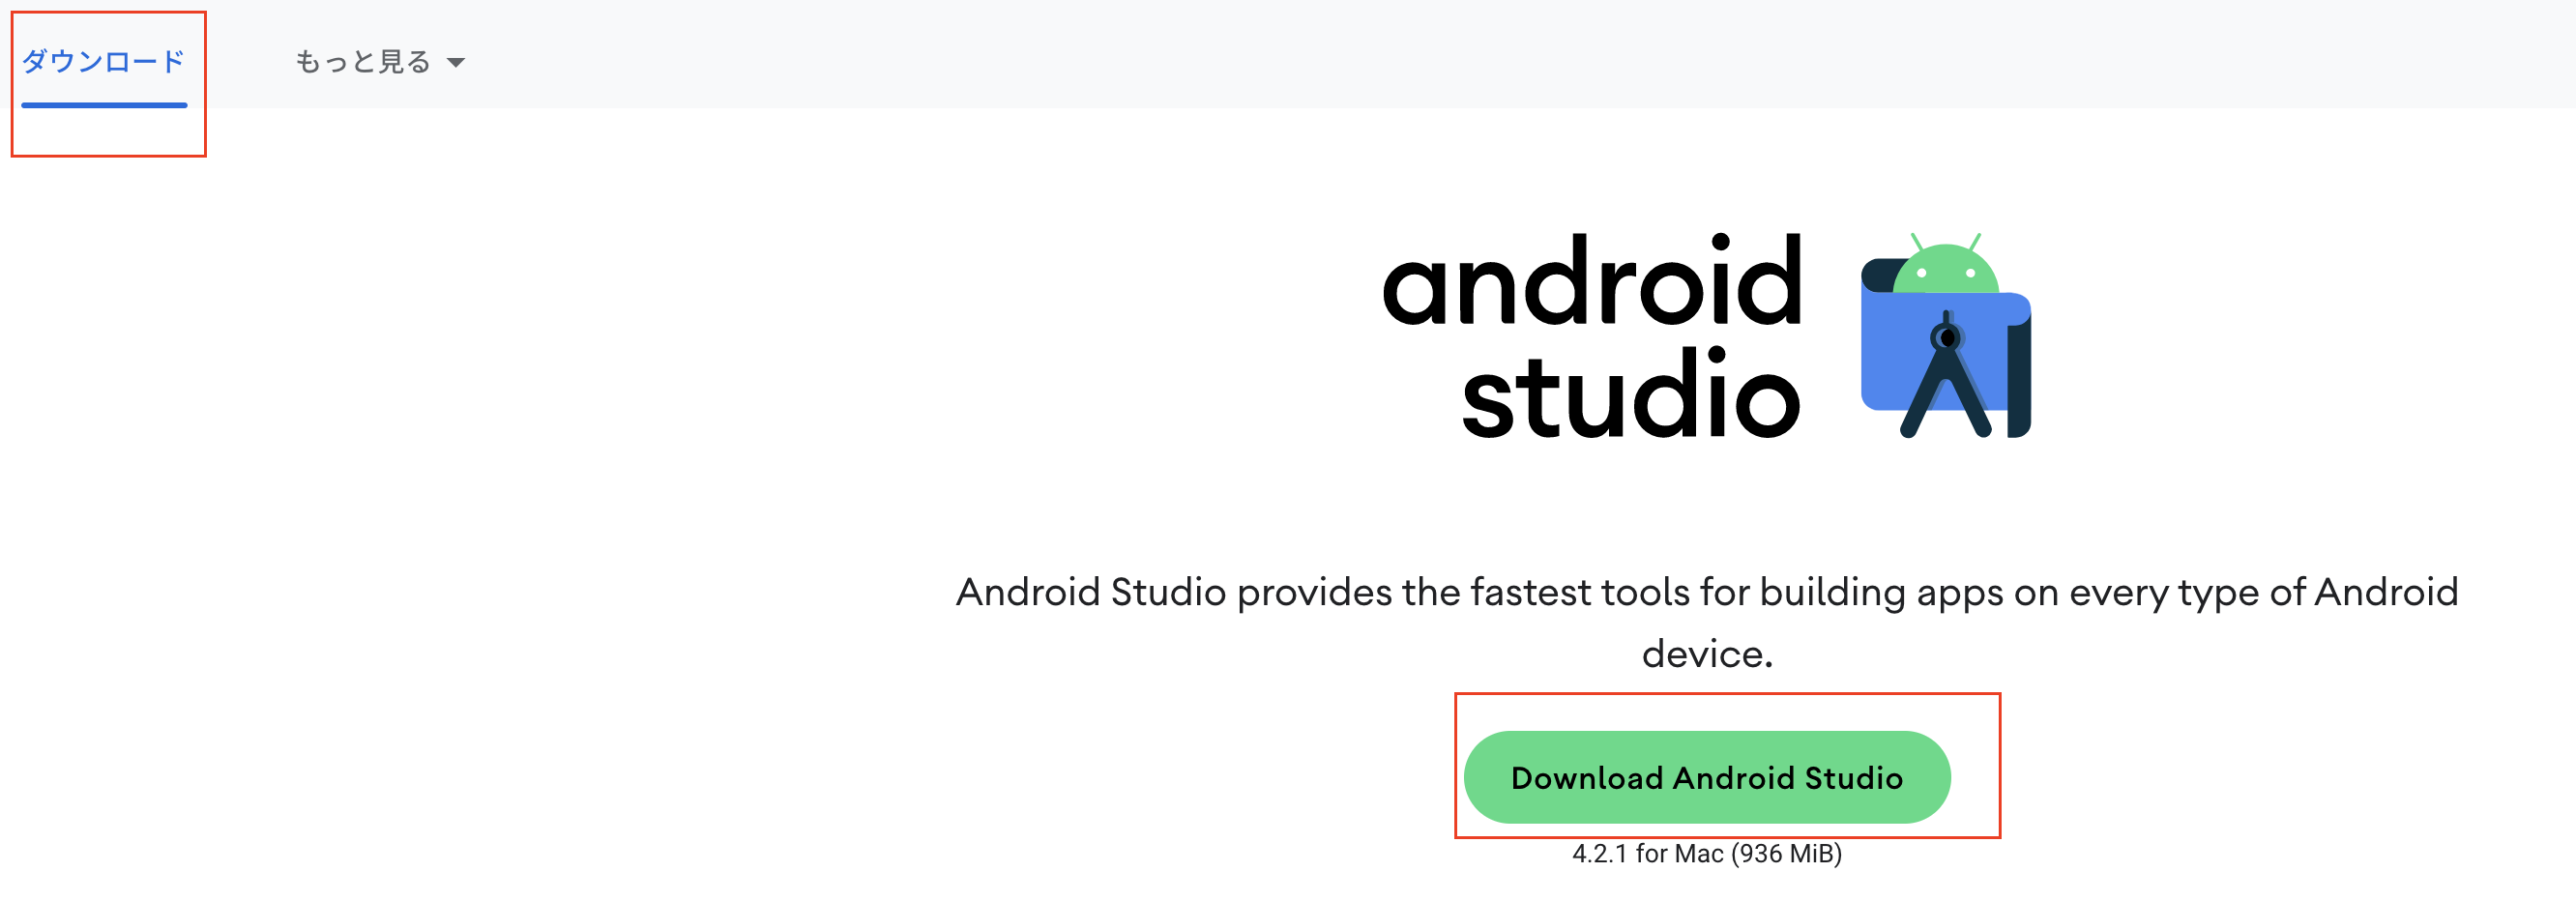 ダウンロード もっと見る
android
studio
Android Studio provides the fastest tools for building apps on every type of Android
device.
Download Android Studio
4.2.1 for Mac (936 MiB)